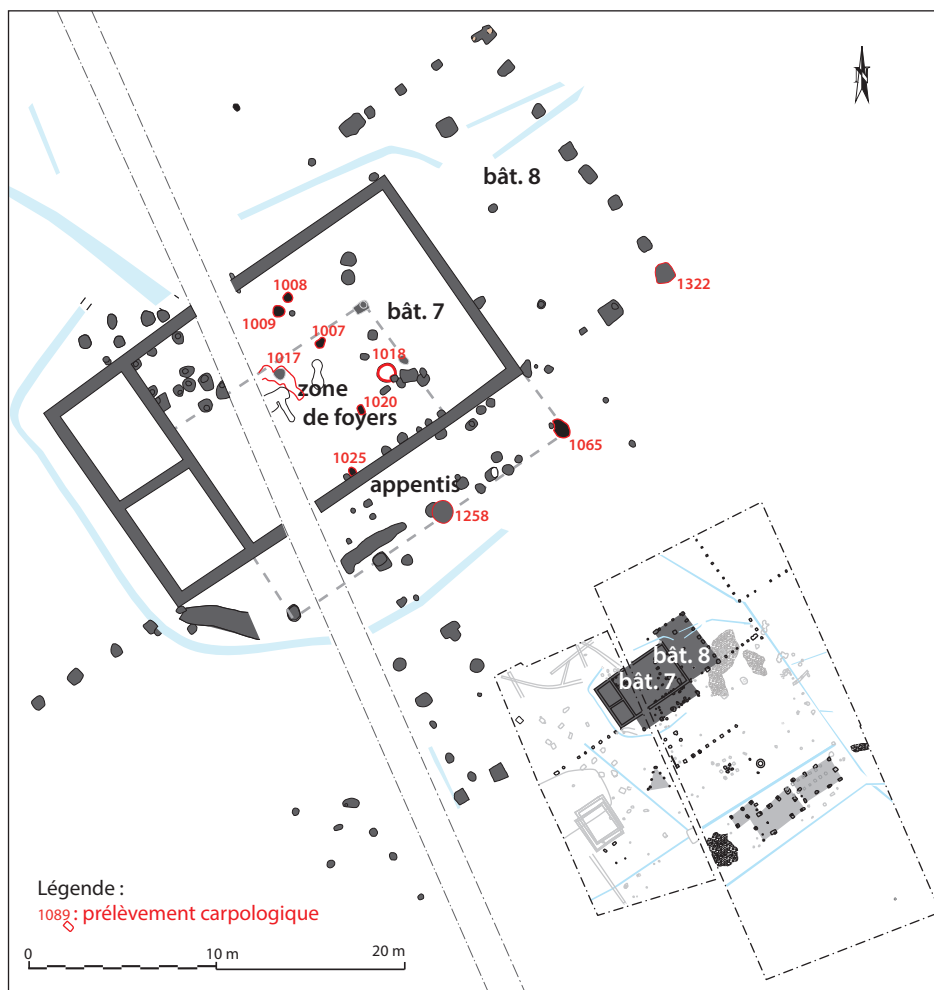 N
bât. 8
1322
1008
1009
bât. 7
1007
1017
1018
zone
de foyers
1020
1065
1025
appentis
1258
bât. 8
bât. 7
Légende :
1089 : prélèvement carpologique
0
10 m
20 m